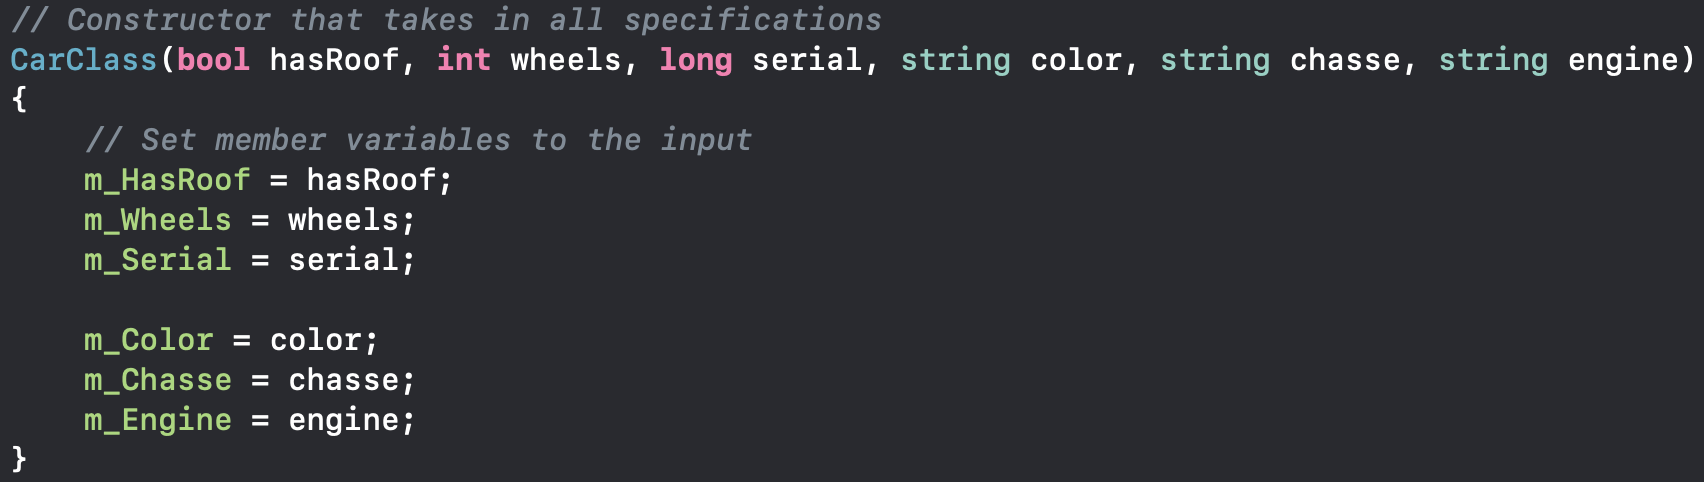 // Constructor that takes in all specifications
CarClass(bool hasRoof, int wheels, long serial, string color, string chasse, string engine)
{
    // Set member variables to the input
    m_HasRoof = hasRoof;
    m_Wheels = wheels;
    m_Serial = serial;

    m_Color = color;
    m_Chasse = chasse;
    m_Engine = engine;
}